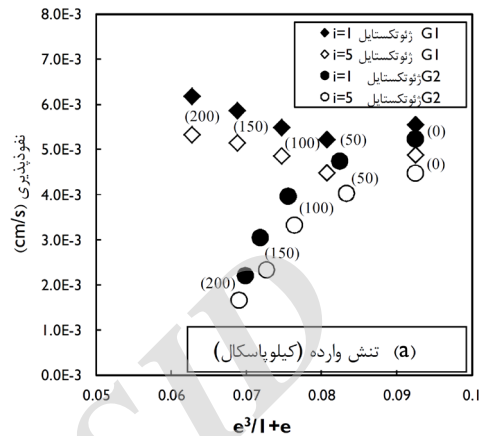 8.0E-3
7.0E-3
6.0E-3
5.0E-3
4.0E-3
3.0E-3
2.0E-3
1.0E-3
0.0E-3
نفوذپذیری (cm/s)
i=1 ژئوتکستایل G1
i=5 ژئوتکستایل G1
i=1 ژئوتکستایل G2
i=5 ژئوتکستایل G2
(200)
(150)
(100)
(50)
(0)
(0)
(50)
(100)
(150)
(200)
(a) تنش وارده (کیلوپاسکال)
0.05 0.06 0.07 0.08 0.09 0.1
e³/1+e
SID